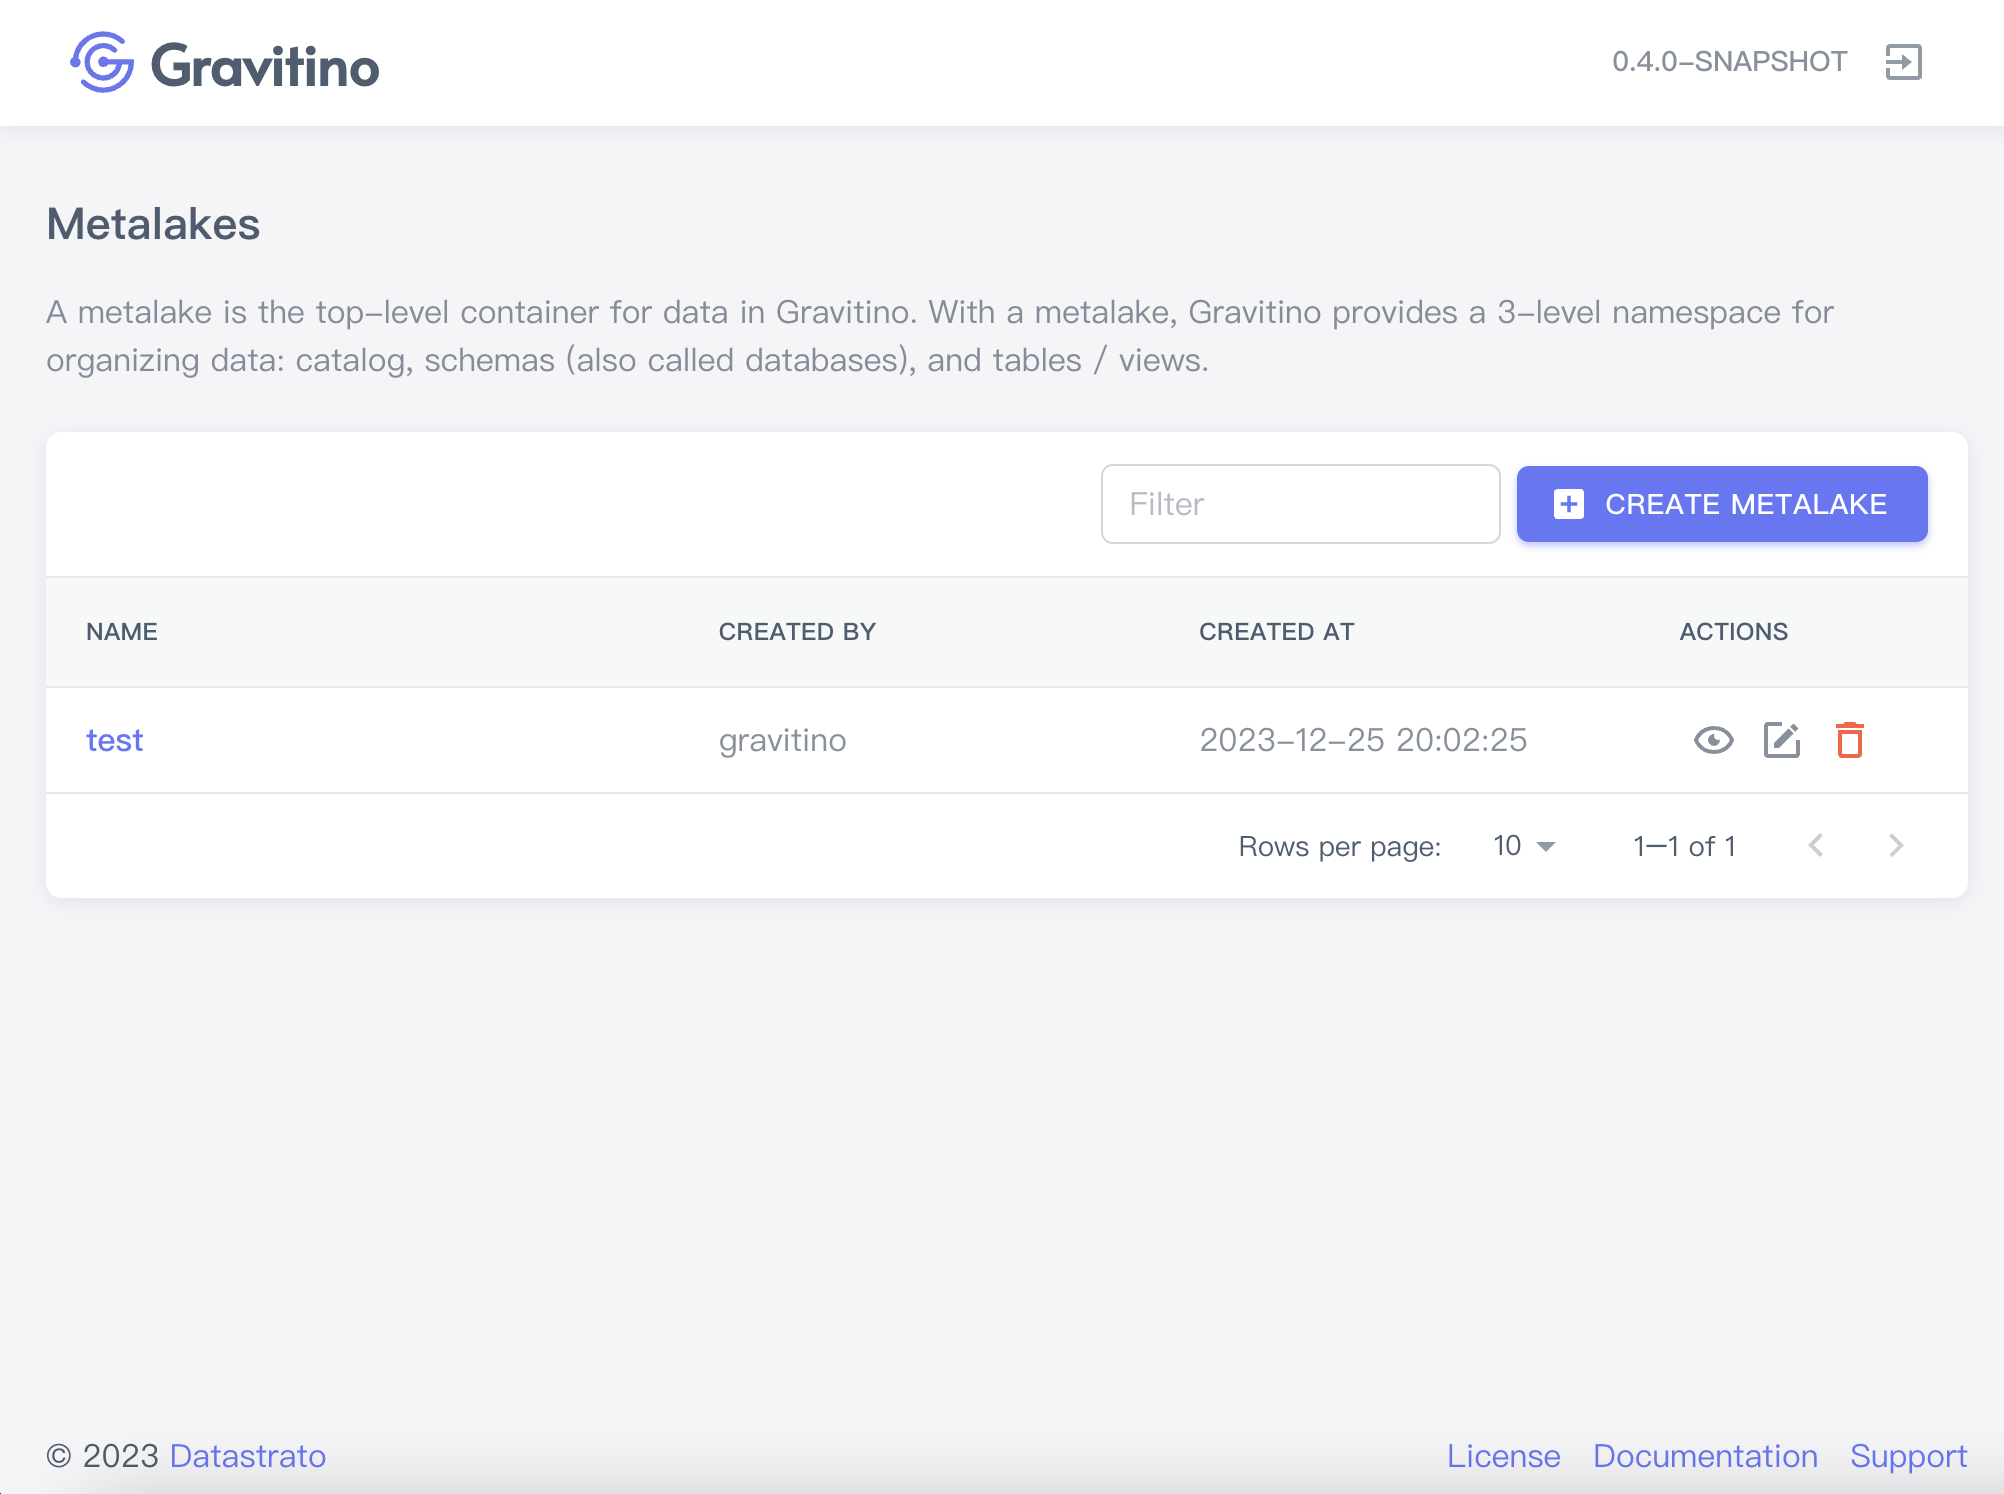 Gravitino
0.4.0-SNAPSHOT
Metalakes
A metalake is the top-level container for data in Gravitino. With a metalake, Gravitino provides a 3-level namespace for
organizing data: catalog, schemas (also called databases), and tables / views.
Filter
CREATE METALAKE
NAME CREATED BY CREATED AT ACTIONS
test gravitino 2023-12-25 20:02:25
Rows per page: 10 1–1 of 1
© 2023 Datastrato License Documentation Support